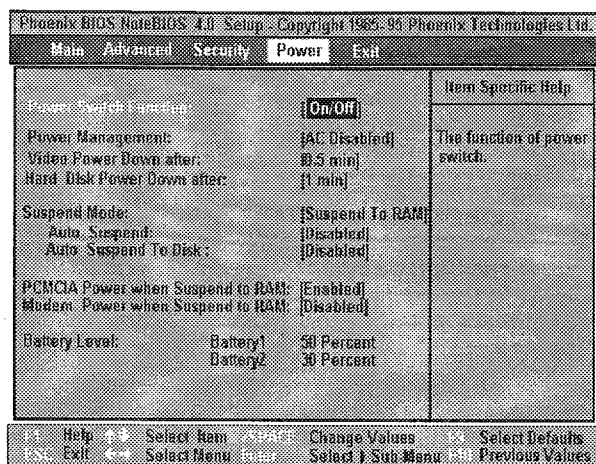 Phoenix BIOS NoteBIOS 4.0 Setup - Copyright 1985-95 Phoenix Technologies Ltd.
Main Advanced Security Power Exit
Item Specific Help
Power Switch Function: [On/Off]
Power Management: [AC Disabled] The function of power
Video Power Down after: [0.5 min] switch.
Hard Disk Power Down after: [1 min]
Suspend Mode: [Suspend To RAM]
Auto Suspend: [Disabled]
Auto Suspend To Disk: [Disabled]
PCMCIA Power when Suspend to RAM: [Enabled]
Modem Power when Suspend to RAM: [Disabled]
Battery Level: Battery1 50 Percent
Battery2 30 Percent
F1 Help Select Item SPACE Change Values Select Defaults
ESC Exit Select Menu Enter Select Sub Menu Previous Values